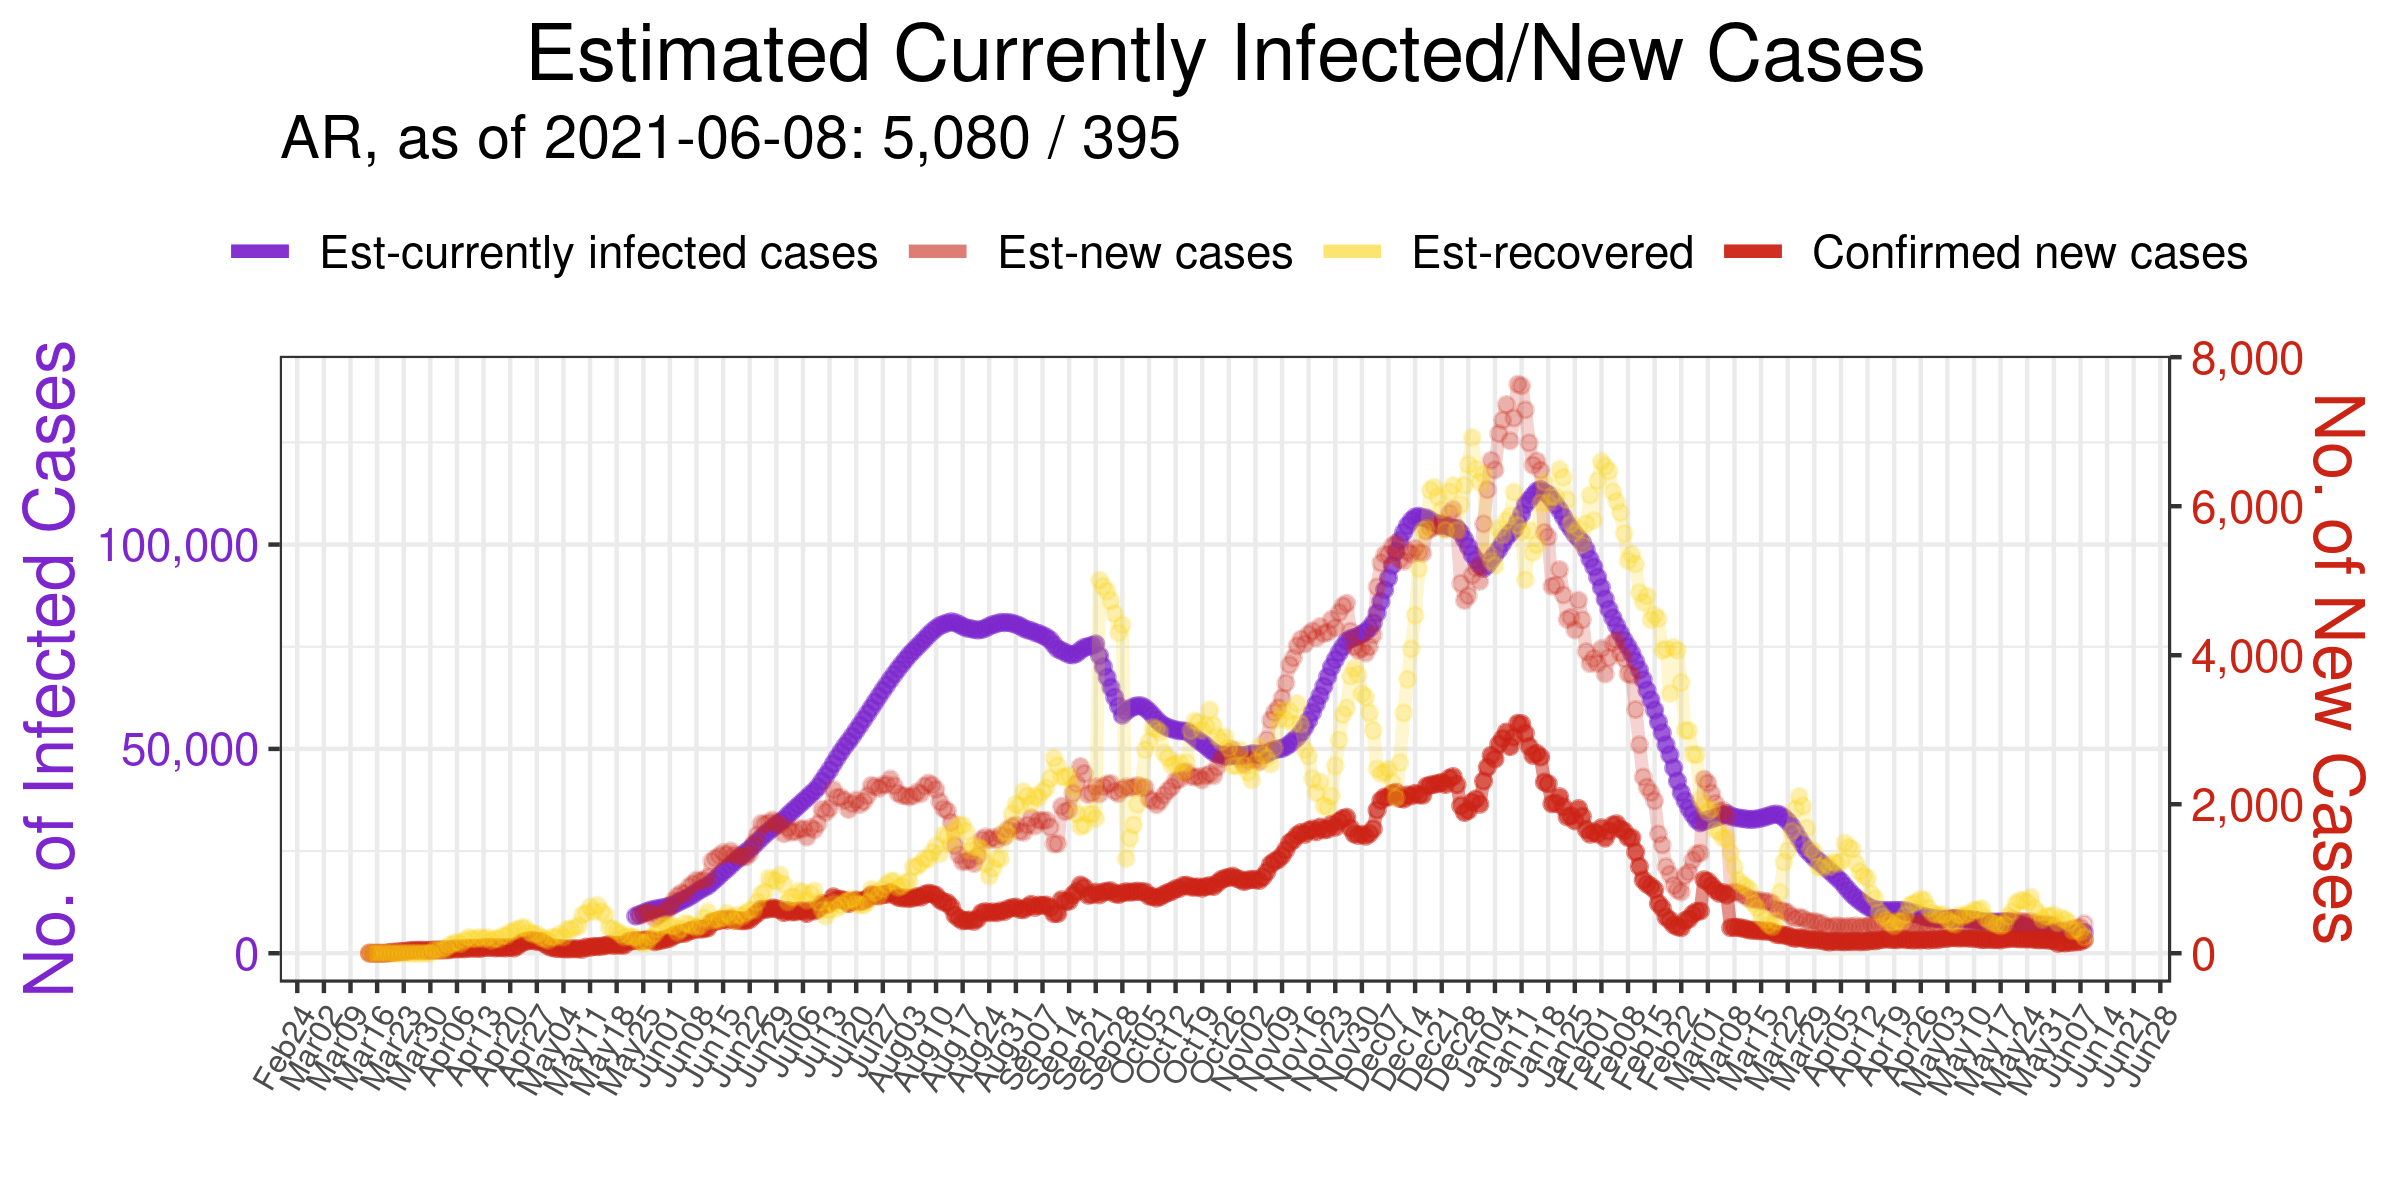 Estimated Currently Infected/New Cases
AR, as of 2021-06-08: 5,080 / 395
Est-currently infected cases Est-new cases Est-recovered Confirmed new cases
No. of Infected Cases
100,000
50,000
0
8,000
6,000
4,000
2,000
0
No. of New Cases
Feb24 Mar02 Mar09 Mar16 Mar23 Mar30 Apr06 Apr13 Apr20 Apr27 May04 May11 May18 May25 Jun01 Jun08 Jun15 Jun22 Jun29 Jul06 Jul13 Jul20 Jul27 Aug03 Aug10 Aug17 Aug24 Aug31 Sep07 Sep14 Sep21 Sep28 Oct05 Oct12 Oct19 Oct26 Nov02 Nov09 Nov16 Nov23 Nov30 Dec07 Dec14 Dec21 Dec28 Jan04 Jan11 Jan18 Jan25 Feb01 Feb08 Feb15 Feb22 Mar01 Mar08 Mar15 Mar22 Mar29 Apr05 Apr12 Apr19 Apr26 May03 May10 May17 May24 May31 Jun07 Jun14 Jun21 Jun28